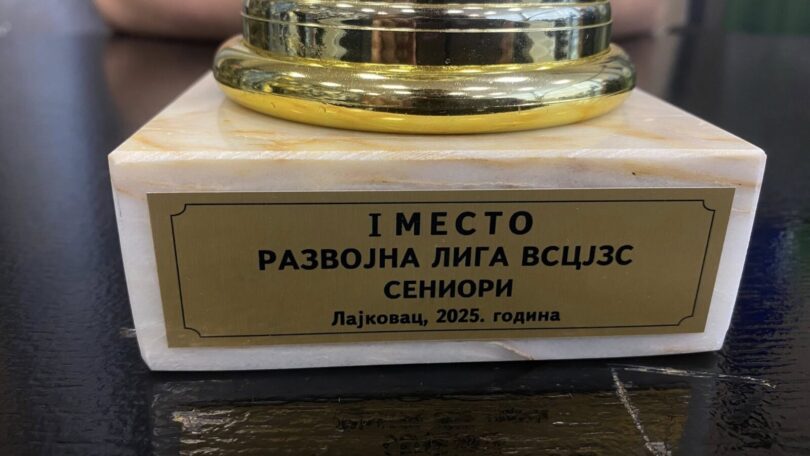 I МЕСТО
РАЗВОЈНА ЛИГА ВСЦЈЗС
СЕНИОРИ
Лајковац, 2025. година